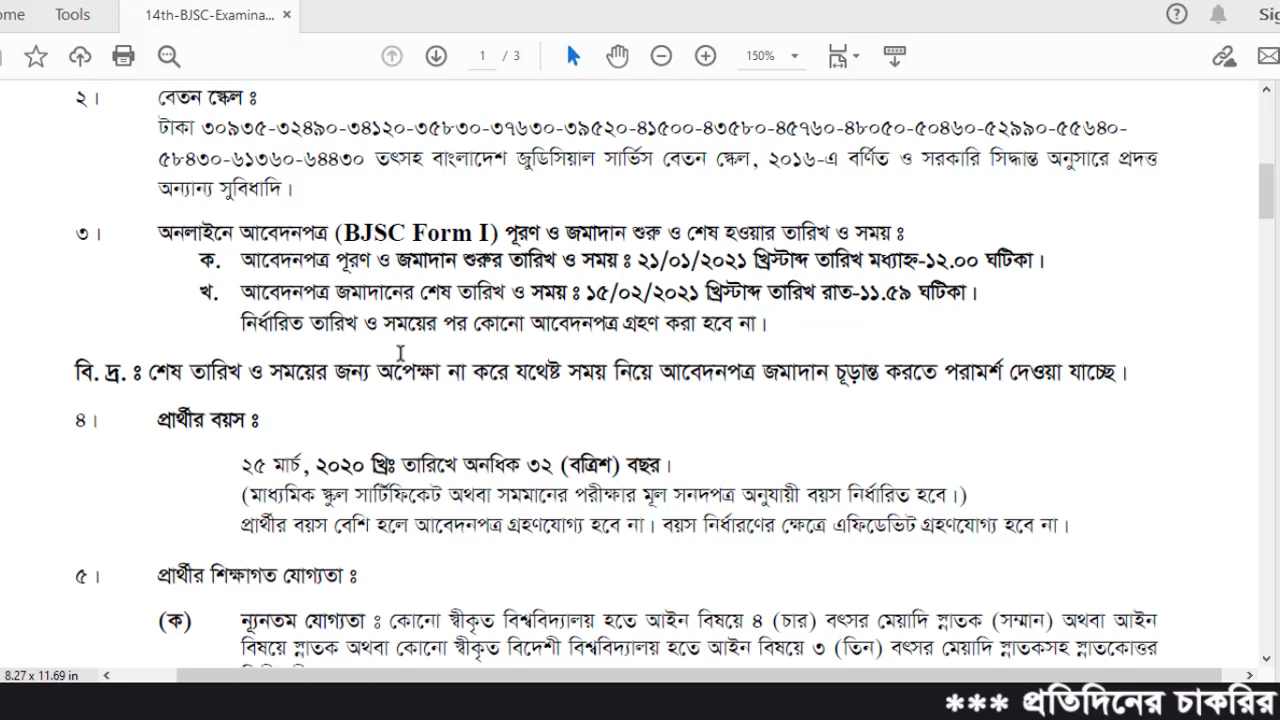 ome Tools 14th-BJSC-Examina... × Sig
1 / 3 150%
২। বেতন স্কেল ঃ
টাকা ৩০৯৩৫-৩২৪৯০-৩৪১২০-৩৫৮৩০-৩৭৬৩০-৩৯৫২০-৪১৫০০-৪৩৫৮০-৪৫৭৬০-৪৮০৫০-৫০৪৬০-৫২৯৯০-৫৫৬৪০-
৫৮৪৩০-৬১৩৬০-৬৪৪৩০ তৎসহ বাংলাদেশ জুডিসিয়াল সার্ভিস বেতন স্কেল, ২০১৬-এ বর্ণিত ও সরকারি সিদ্ধান্ত অনুসারে প্রদত্ত
অন্যান্য সুবিধাদি।
৩। অনলাইনে আবেদনপত্র (BJSC Form I) পূরণ ও জমাদান শুরু ও শেষ হওয়ার তারিখ ও সময় ঃ
ক. আবেদনপত্র পূরণ ও জমাদান শুরুর তারিখ ও সময় ঃ ২১/০১/২০২১ খ্রিস্টাব্দ তারিখ মধ্যাহ্ন-১২.০০ ঘটিকা।
খ. আবেদনপত্র জমাদানের শেষ তারিখ ও সময় ঃ ১৫/০২/২০২১ খ্রিস্টাব্দ তারিখ রাত-১১.৫৯ ঘটিকা।
নির্ধারিত তারিখ ও সময়ের পর কোনো আবেদনপত্র গ্রহণ করা হবে না।
বি. দ্র. ঃ শেষ তারিখ ও সময়ের জন্য অপেক্ষা না করে যথেষ্ট সময় নিয়ে আবেদনপত্র জমাদান চূড়ান্ত করতে পরামর্শ দেওয়া যাচ্ছে।
৪। প্রার্থীর বয়স ঃ
২৫ মার্চ, ২০২০ খ্রিঃ তারিখে অনধিক ৩২ (বত্রিশ) বছর।
(মাধ্যমিক স্কুল সার্টিফিকেট অথবা সমমানের পরীক্ষার মূল সনদপত্র অনুযায়ী বয়স নির্ধারিত হবে।)
প্রার্থীর বয়স বেশি হলে আবেদনপত্র গ্রহণযোগ্য হবে না। বয়স নির্ধারণের ক্ষেত্রে এফিডেভিট গ্রহণযোগ্য হবে না।
৫। প্রার্থীর শিক্ষাগত যোগ্যতা ঃ
(ক) ন্যূনতম যোগ্যতা ঃ কোনো স্বীকৃত বিশ্ববিদ্যালয় হতে আইন বিষয়ে ৪ (চার) বৎসর মেয়াদি স্নাতক (সম্মান) অথবা আইন
বিষয়ে স্নাতক অথবা কোনো স্বীকৃত বিদেশী বিশ্ববিদ্যালয় হতে আইন বিষয়ে ৩ (তিন) বৎসর মেয়াদি স্নাতকসহ স্নাতকোত্তর
8.27 x 11.69 in
*** প্রতিদিনের চাকরির